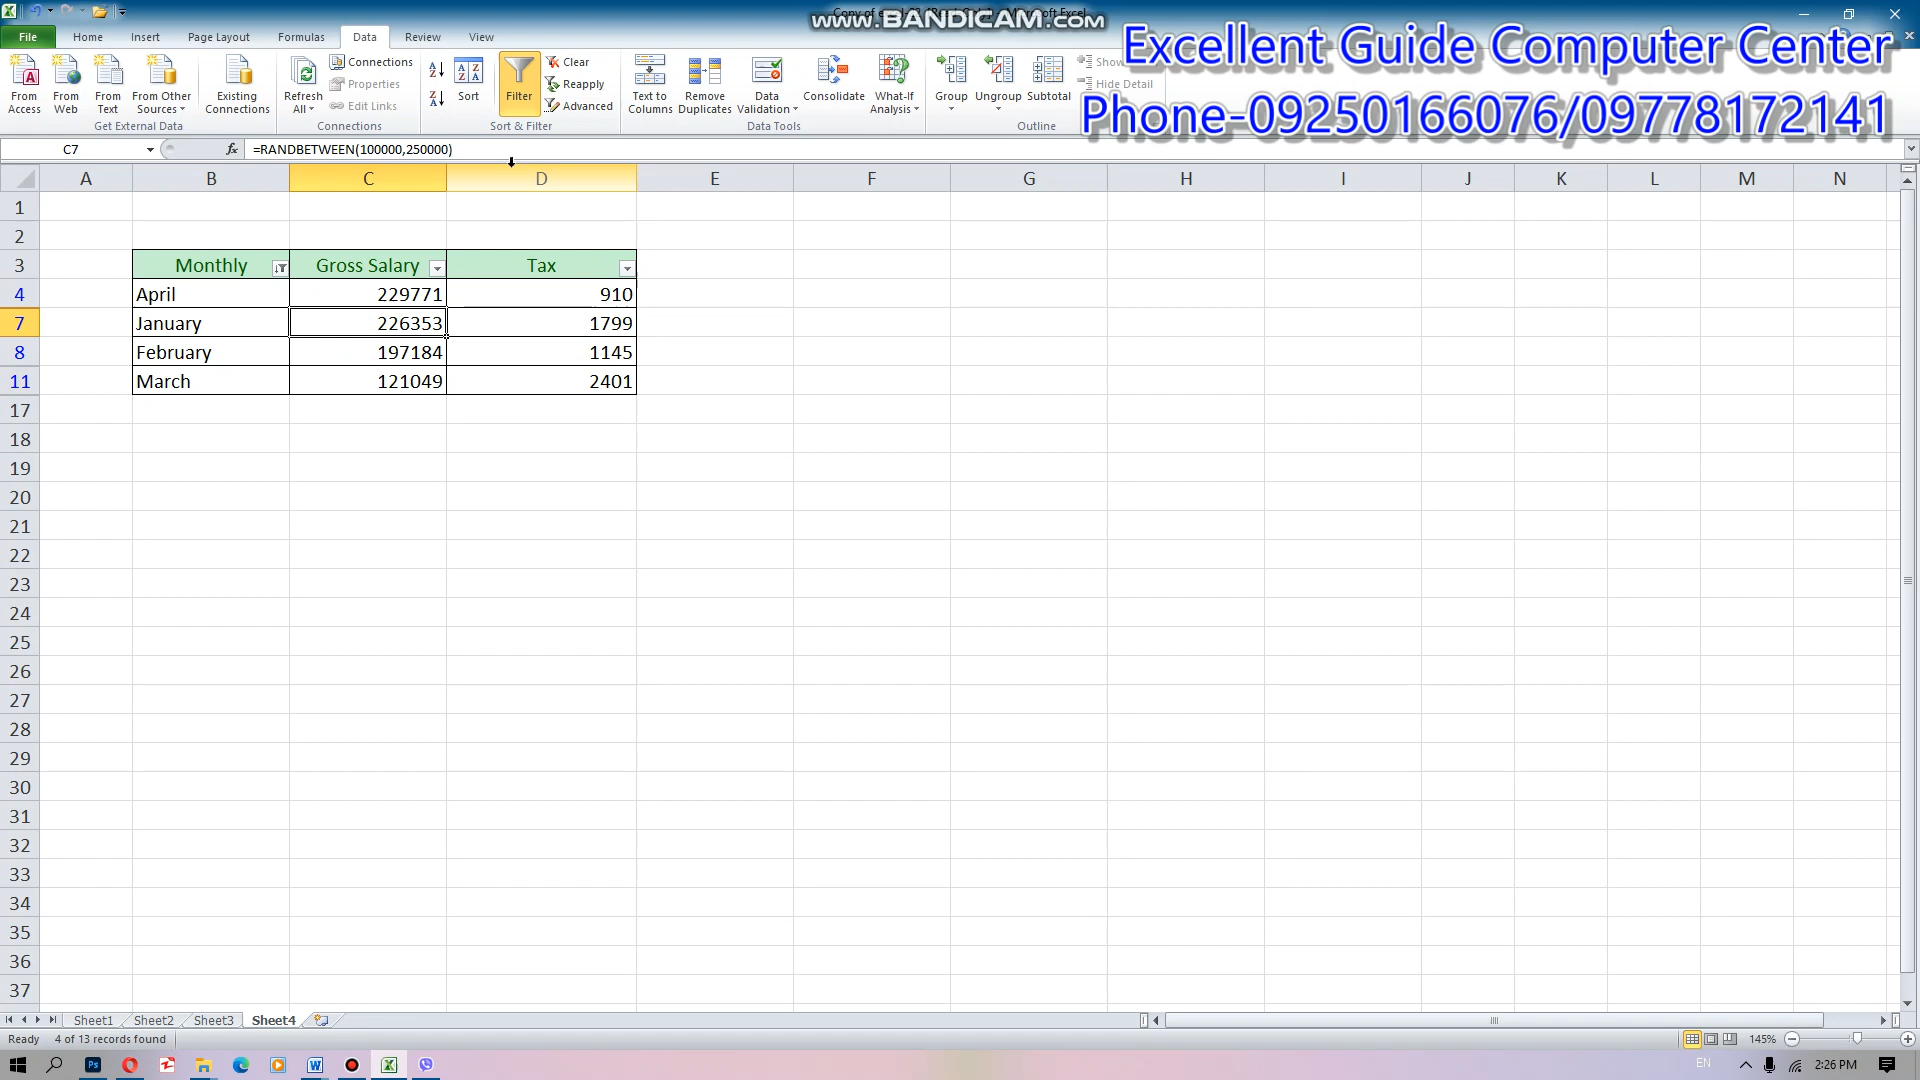 www.BANDICAM.com
Excellent Guide Computer Center
Phone-09250166076/09778172141
File Home Insert Page Layout Formulas Data Review View
From Access
From Web
From Text
From Other Sources
Existing Connections
Get External Data
Refresh All
Connections
Properties
Edit Links
Connections
Sort
Filter
Clear
Reapply
Advanced
Sort & Filter
Text to Columns
Remove Duplicates
Data Validation
Consolidate
What-If Analysis
Data Tools
Group
Ungroup
Subtotal
Hide Detail
Outline
C7 fx =RANDBETWEEN(100000,250000)
A B C D E F G H I J K L M N
1
2
3 Monthly Gross Salary Tax
4 April 229771 910
7 January 226353 1799
8 February 197184 1145
11 March 121049 2401
17
18
19
20
21
22
23
24
25
26
27
28
29
30
31
32
33
34
35
36
37
Sheet1 Sheet2 Sheet3 Sheet4
Ready 4 of 13 records found 145%
EN 2:26 PM